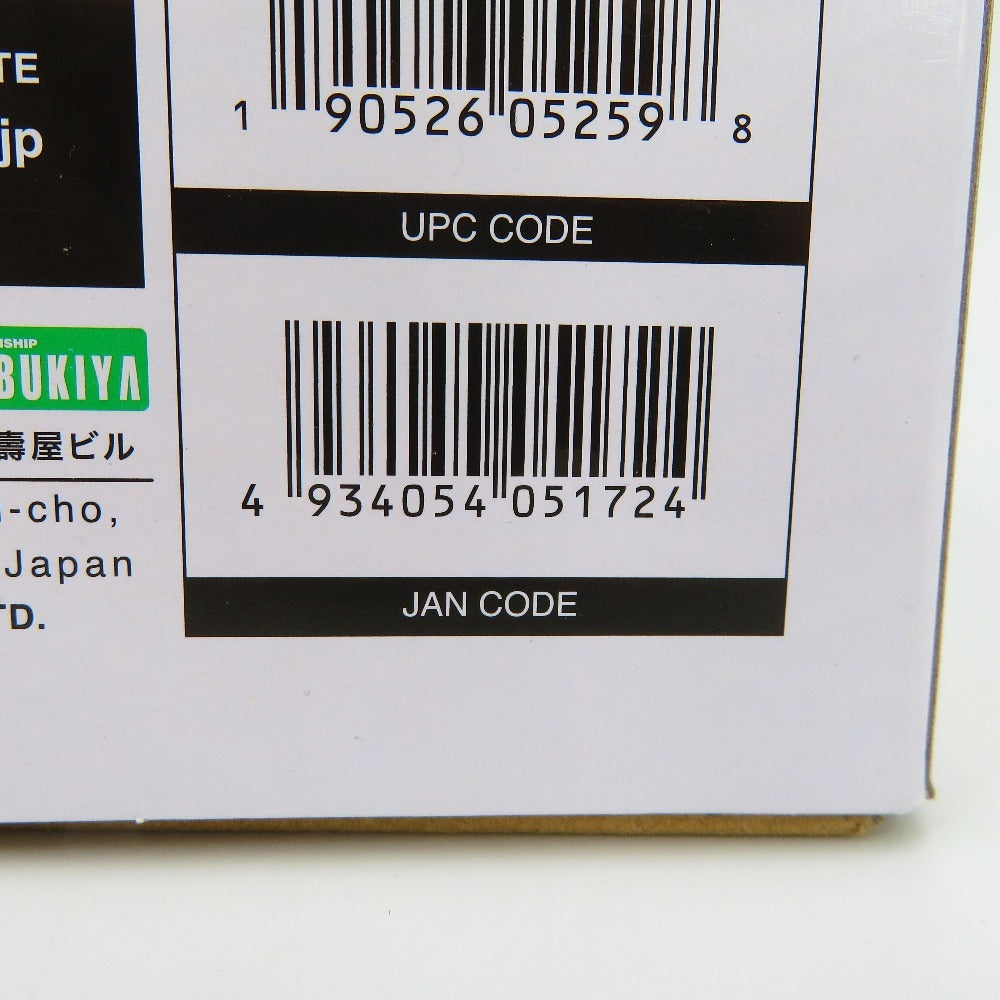 TE
jp
NSHIP
BUKIYA
壽屋ビル
-cho,
Japan
TD.
1 90526 05259 8
UPC CODE
4 934054 051724
JAN CODE